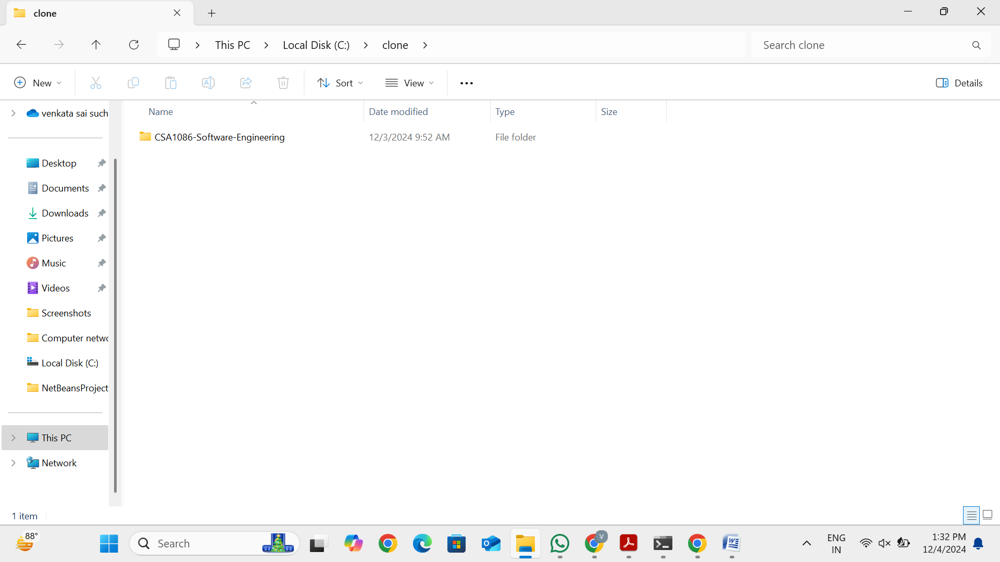 clone
This PC
Local Disk (C:)
clone
Search clone
New
Sort
View
Details
venkata sai such
Name
Date modified
Type
Size
CSA1086-Software-Engineering
12/3/2024 9:52 AM
File folder
Desktop
Documents
Downloads
Pictures
Music
Videos
Screenshots
Computer netwo
Local Disk (C:)
NetBeansProject
This PC
Network
1 item
88°
Search
V
ENG
IN
1:32 PM
12/4/2024